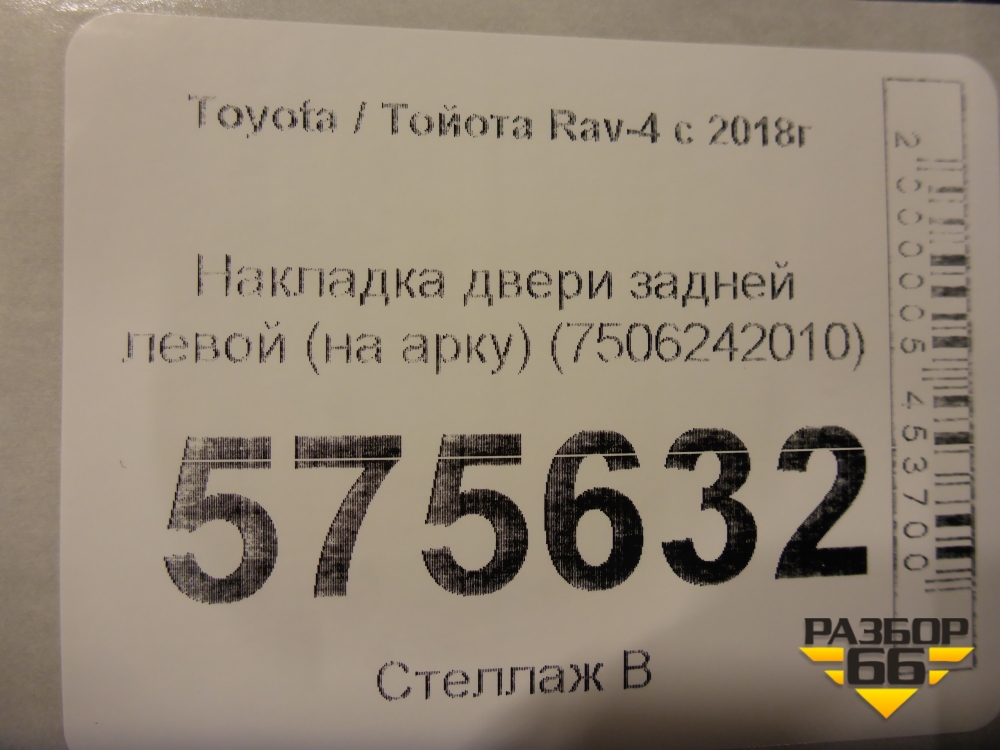 Toyota / Тойота Rav-4 с 2018г
Накладка двери задней
левой (на арку) (7506242010)
575632
Стеллаж В
2000005453700
РАЗБОР
66